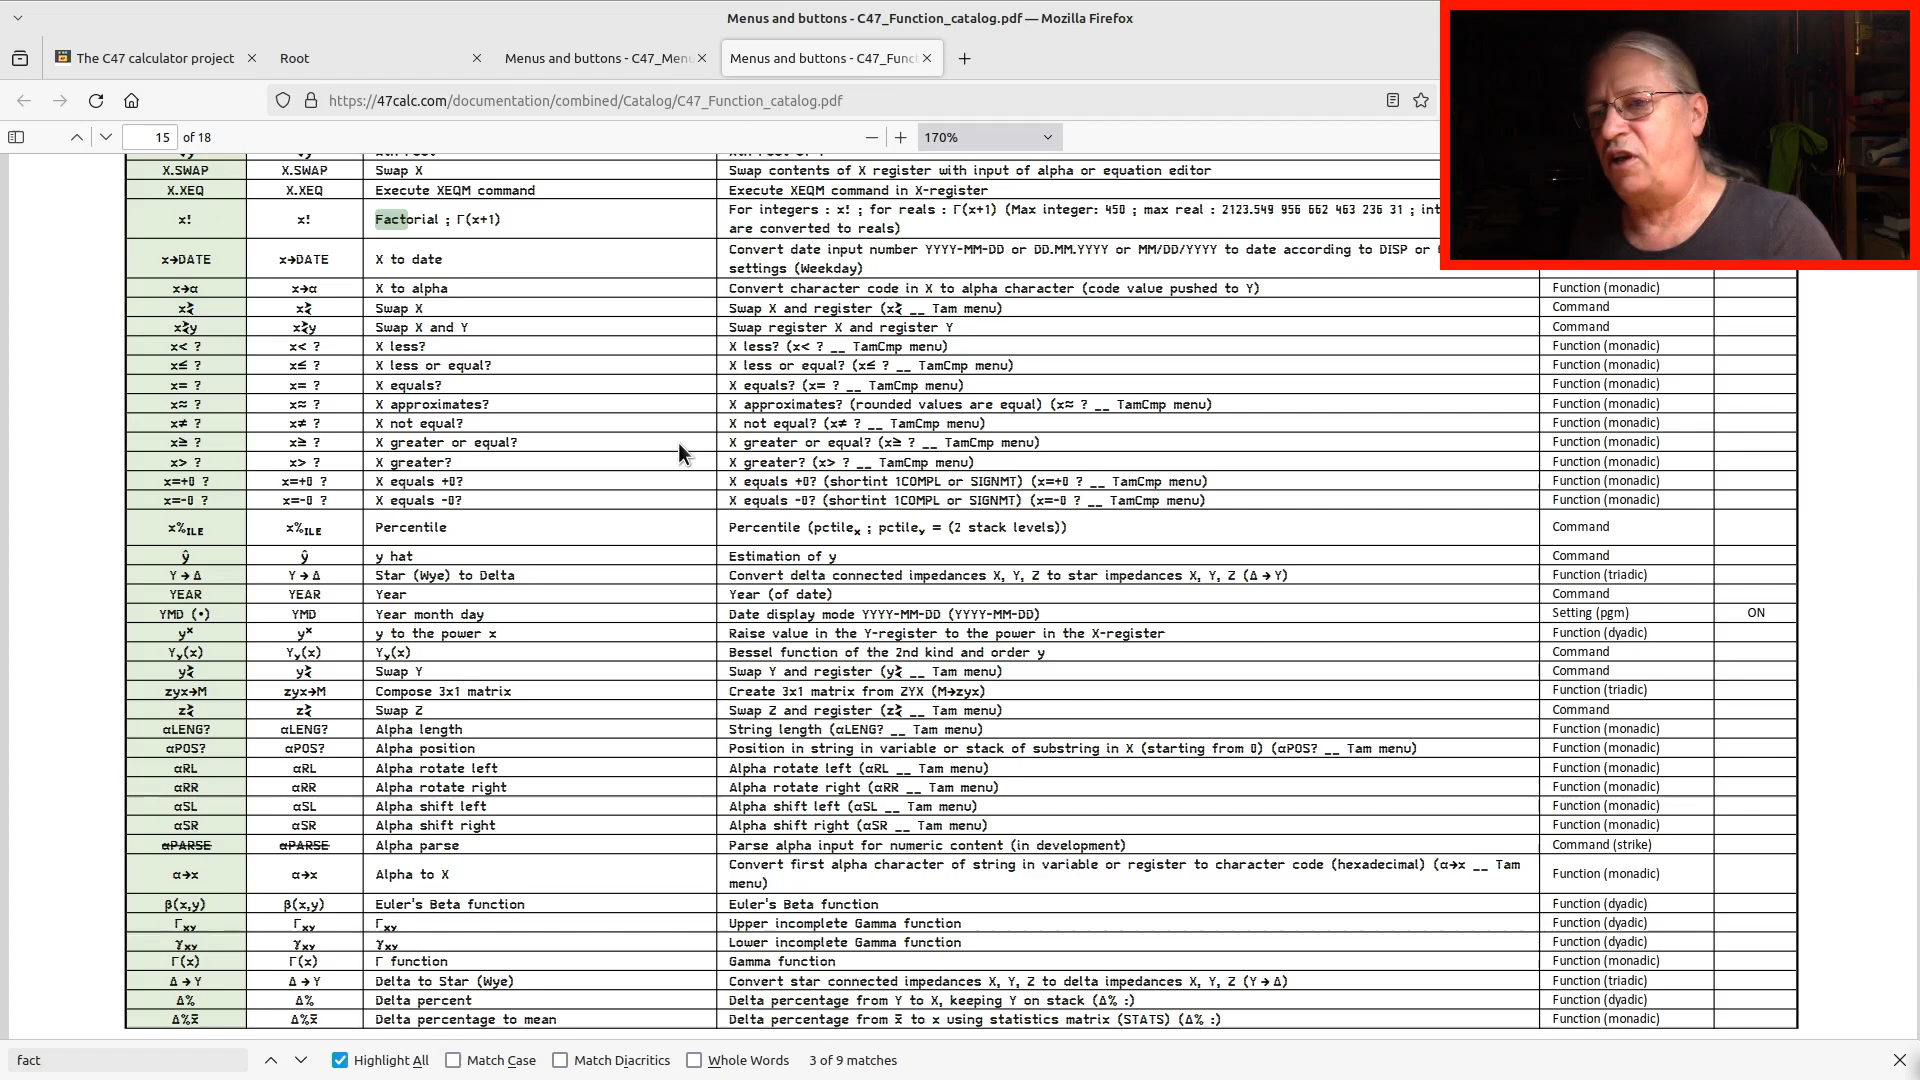 Menus and buttons - C47_Function_catalog.pdf — Mozilla Firefox
The C47 calculator project
Root
Menus and buttons - C47_Menu
Menus and buttons - C47_Funct
https://47calc.com/documentation/combined/Catalog/C47_Function_catalog.pdf
15 of 18
170%
X.SWAP X.SWAP Swap X Swap contents of X register with input of alpha or equation editor
X.XEQ X.XEQ Execute XEQM command Execute XEQM command in X-register
x! x! Factorial ; Γ(x+1) For integers : x! ; for reals : Γ(x+1) (Max integer: 450 ; max real : 2123.549 956 662 463 236 31 ; int
are converted to reals)
x→DATE x→DATE X to date Convert date input number YYYY-MM-DD or DD.MM.YYYY or MM/DD/YYYY to date according to DISP or
settings (Weekday)
x→α x→α X to alpha Convert character code in X to alpha character (code value pushed to Y) Function (monadic)
x⇄ x⇄ Swap X Swap X and register (x⇄ __ Tam menu) Command
x⇄y x⇄y Swap X and Y Swap register X and register Y Command
x< ? x< ? X less? X less? (x< ? __ TamCmp menu) Function (monadic)
x≤ ? x≤ ? X less or equal? X less or equal? (x≤ ? __ TamCmp menu) Function (monadic)
x= ? x= ? X equals? X equals? (x= ? __ TamCmp menu) Function (monadic)
x≈ ? x≈ ? X approximates? X approximates? (rounded values are equal) (x≈ ? __ TamCmp menu) Function (monadic)
x≠ ? x≠ ? X not equal? X not equal? (x≠ ? __ TamCmp menu) Function (monadic)
x≥ ? x≥ ? X greater or equal? X greater or equal? (x≥ ? __ TamCmp menu) Function (monadic)
x> ? x> ? X greater? X greater? (x> ? __ TamCmp menu) Function (monadic)
x=+0 ? x=+0 ? X equals +0? X equals +0? (shortint 1COMPL or SIGNMT) (x=+0 ? __ TamCmp menu) Function (monadic)
x=-0 ? x=-0 ? X equals -0? X equals -0? (shortint 1COMPL or SIGNMT) (x=-0 ? __ TamCmp menu) Function (monadic)
x%ILE x%ILE Percentile Percentile (pctileₓ ; pctileᵧ = (2 stack levels)) Command
ŷ ŷ y hat Estimation of y Command
Y→Δ Y→Δ Star (Wye) to Delta Convert delta connected impedances X, Y, Z to star impedances X, Y, Z (Δ→Y) Function (triadic)
YEAR YEAR Year Year (of date) Command
YMD (•) YMD Year month day Date display mode YYYY-MM-DD (YYYY-MM-DD) Setting (pgm) ON
yˣ yˣ y to the power x Raise value in the Y-register to the power in the X-register Function (dyadic)
Yᵧ(x) Yᵧ(x) Yᵧ(x) Bessel function of the 2nd kind and order y Command
y⇄ y⇄ Swap Y Swap Y and register (y⇄ __ Tam menu) Command
zyx→M zyx→M Compose 3x1 matrix Create 3x1 matrix from ZYX (M→zyx) Function (triadic)
z⇄ z⇄ Swap Z Swap Z and register (z⇄ __ Tam menu) Command
αLENG? αLENG? Alpha length String length (αLENG? __ Tam menu) Function (monadic)
αPOS? αPOS? Alpha position Position in string in variable or stack of substring in X (starting from 0) (αPOS? __ Tam menu) Function (monadic)
αRL αRL Alpha rotate left Alpha rotate left (αRL __ Tam menu) Function (monadic)
αRR αRR Alpha rotate right Alpha rotate right (αRR __ Tam menu) Function (monadic)
αSL αSL Alpha shift left Alpha shift left (αSL __ Tam menu) Function (monadic)
αSR αSR Alpha shift right Alpha shift right (αSR __ Tam menu) Function (monadic)
αPARSE αPARSE Alpha parse Parse alpha input for numeric content (in development) Command (strike)
α→x α→x Alpha to X Convert first alpha character of string in variable or register to character code (hexadecimal) (α→x __ Tam
menu) Function (monadic)
β(x,y) β(x,y) Euler's Beta function Euler's Beta function Function (dyadic)
Γxy Γxy Γxy Upper incomplete Gamma function Function (dyadic)
γxy γxy γxy Lower incomplete Gamma function Function (dyadic)
Γ(x) Γ(x) Γ function Gamma function Function (monadic)
Δ→Y Δ→Y Delta to Star (Wye) Convert star connected impedances X, Y, Z to delta impedances X, Y, Z (Y→Δ) Function (triadic)
Δ% Δ% Delta percent Delta percentage from Y to X, keeping Y on stack (Δ% :) Function (dyadic)
Δ%x̄ Δ%x̄ Delta percentage to mean Delta percentage from x̄ to x using statistics matrix (STATS) (Δ% :) Function (monadic)
fact
Highlight All
Match Case
Match Diacritics
Whole Words
3 of 9 matches